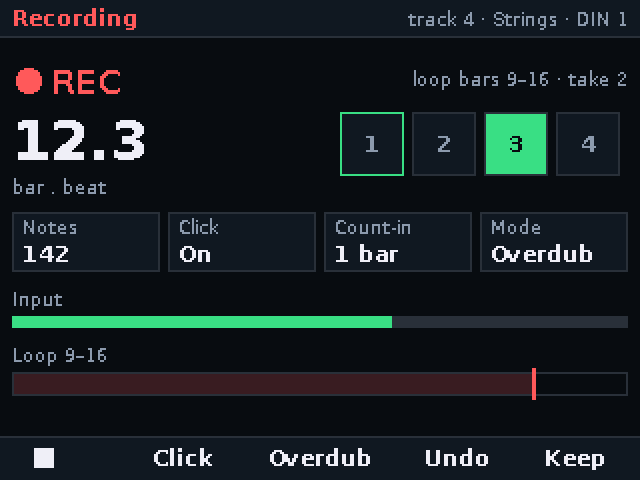 Recording
track 4 · Strings · DIN 1
REC
loop bars 9–16 · take 2
12.3
1 2 3 4
bar . beat
Notes Click Count-in Mode
142 On 1 bar Overdub
Input
Loop 9–16
Click Overdub Undo Keep